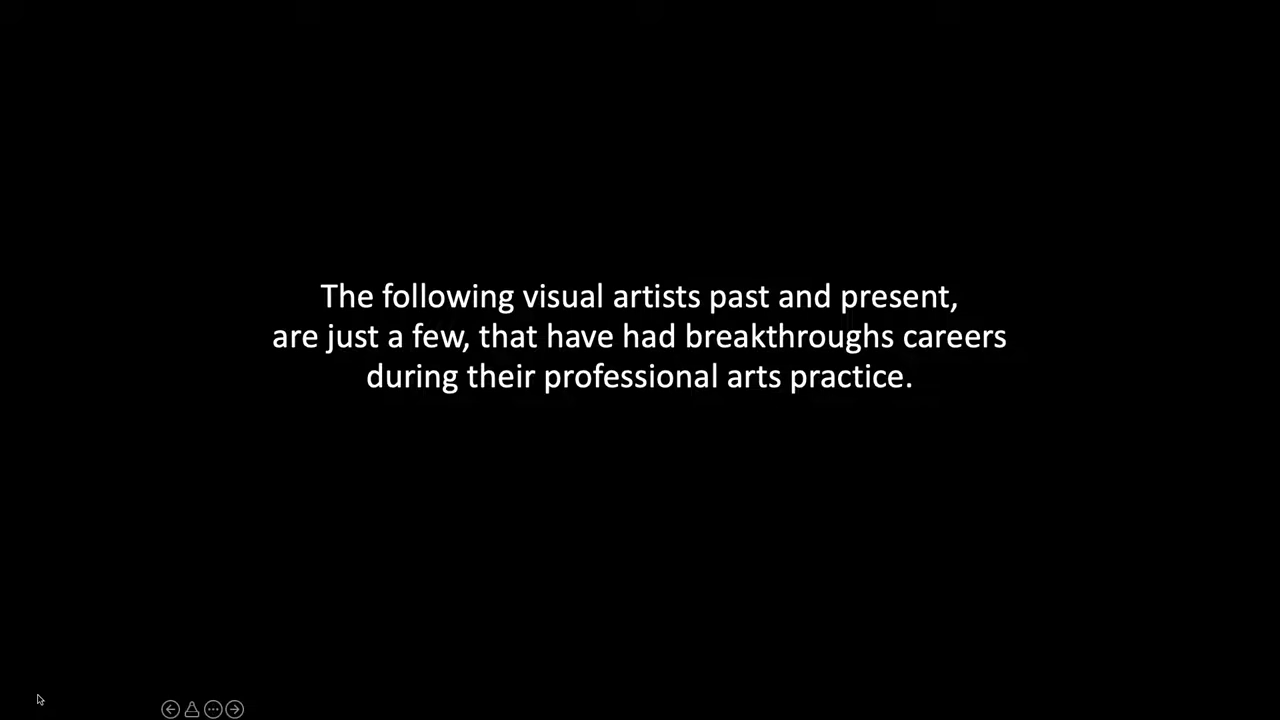 The following visual artists past and present,
are just a few, that have had breakthroughs careers
during their professional arts practice.